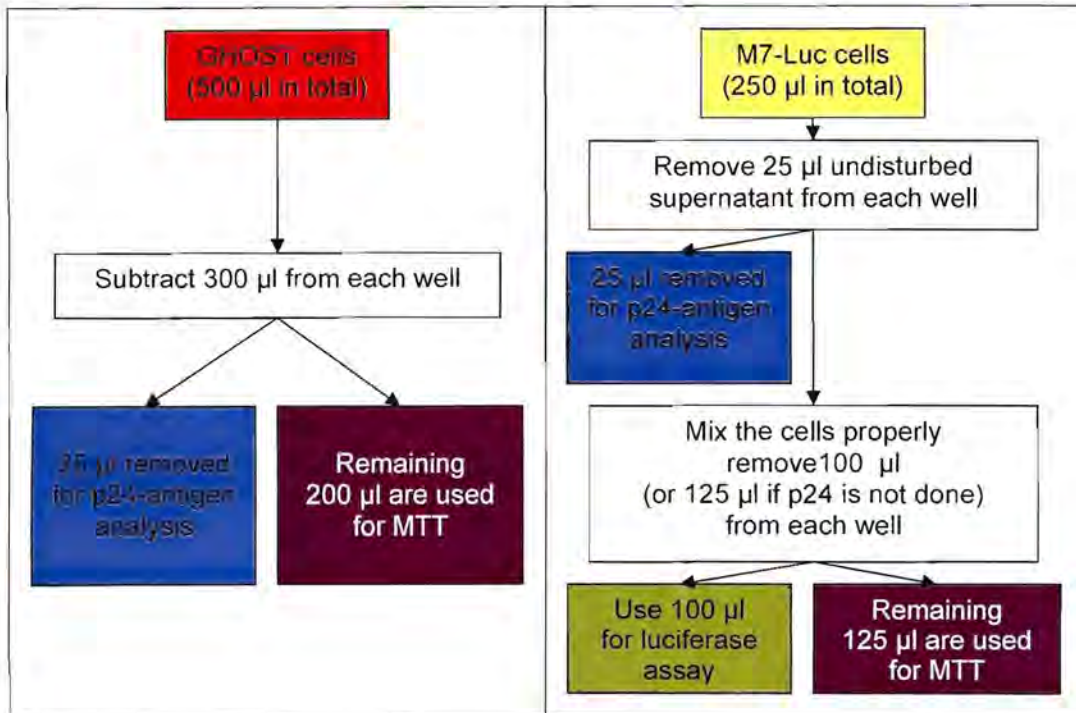 GHOST cells
(500 µl in total)
Subtract 300 µl from each well
35 µl removed
for p24-antigen
analysis
Remaining
200 µl are used
for MTT
M7-Luc cells
(250 µl in total)
Remove 25 µl undisturbed
supernatant from each well
25 µl removed
for p24-antigen
analysis
Mix the cells properly
remove100 µl
(or 125 µl if p24 is not done)
from each well
Use 100 µl
for luciferase
assay
Remaining
125 µl are used
for MTT